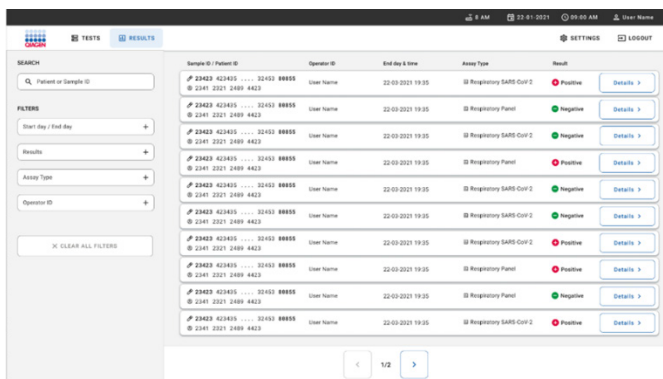 8 AM 22-01-2021 09:00 AM User Name
QIAGEN TESTS RESULTS SETTINGS LOGOUT
SEARCH
Patient or Sample ID
FILTERS
Start day / End day +
Results +
Assay Type +
Operator ID +
CLEAR ALL FILTERS
Sample ID / Patient ID Operator ID End day & time Assay Type Result
23423 423435 .... 32453 80855
2341 2321 2489 4423
User Name 22-03-2021 19:35 Respiratory SARS-CoV-2 Positive Details >
23423 423435 .... 32453 80855
2341 2321 2489 4423
User Name 22-03-2021 19:35 Respiratory Panel Negative Details >
23423 423435 .... 32453 80855
2341 2321 2489 4423
User Name 22-03-2021 19:35 Respiratory SARS-CoV-2 Negative Details >
23423 423435 .... 32453 80855
2341 2321 2489 4423
User Name 22-03-2021 19:35 Respiratory Panel Positive Details >
23423 423435 .... 32453 80855
2341 2321 2489 4423
User Name 22-03-2021 19:35 Respiratory SARS-CoV-2 Negative Details >
23423 423435 .... 32453 80855
2341 2321 2489 4423
User Name 22-03-2021 19:35 Respiratory SARS-CoV-2 Negative Details >
23423 423435 .... 32453 80855
2341 2321 2489 4423
User Name 22-03-2021 19:35 Respiratory SARS-CoV-2 Positive Details >
23423 423435 .... 32453 80855
2341 2321 2489 4423
User Name 22-03-2021 19:35 Respiratory Panel Positive Details >
23423 423435 .... 32453 80855
2341 2321 2489 4423
User Name 22-03-2021 19:35 Respiratory Panel Negative Details >
23423 423435 .... 32453 80855
2341 2321 2489 4423
User Name 22-03-2021 19:35 Respiratory SARS-CoV-2 Positive Details >
< 1/2 >